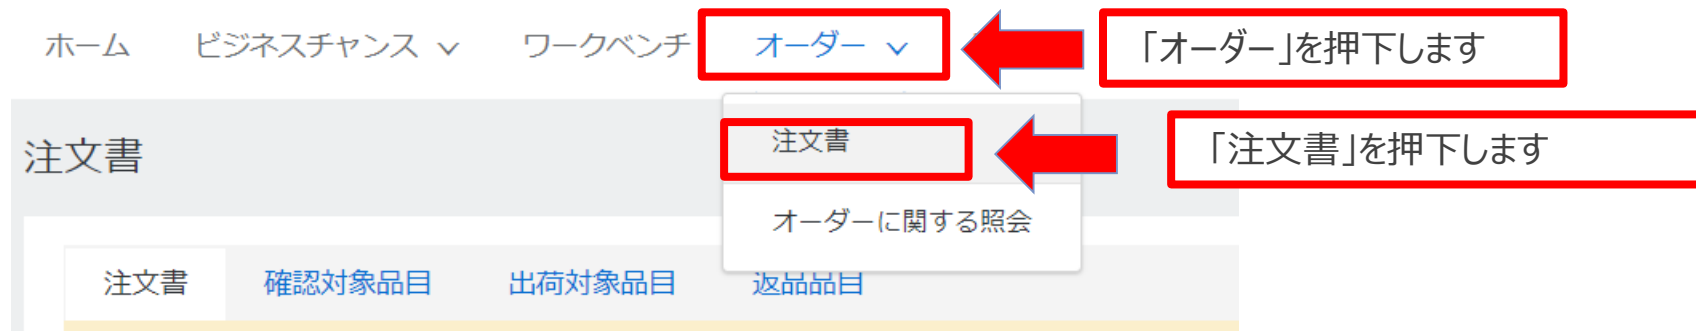 ホーム ビジネスチャンス ワークベンチ オーダー 「オーダー」を押下します
注文書 「注文書」を押下します
注文書
オーダーに関する照会
注文書 確認対象品目 出荷対象品目 返品品目